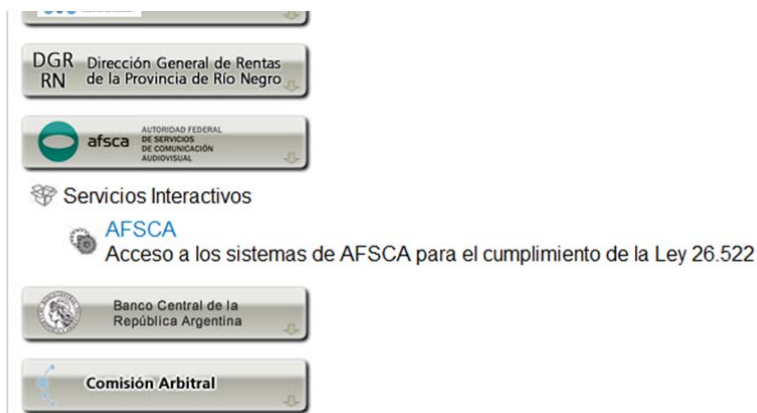 DGR RN Dirección General de Rentas
de la Provincia de Río Negro
afsca AUTORIDAD FEDERAL
DE SERVICIOS
DE COMUNICACIÓN
AUDIOVISUAL
Servicios Interactivos
AFSCA
Acceso a los sistemas de AFSCA para el cumplimiento de la Ley 26.522
Banco Central de la
República Argentina
Comisión Arbitral